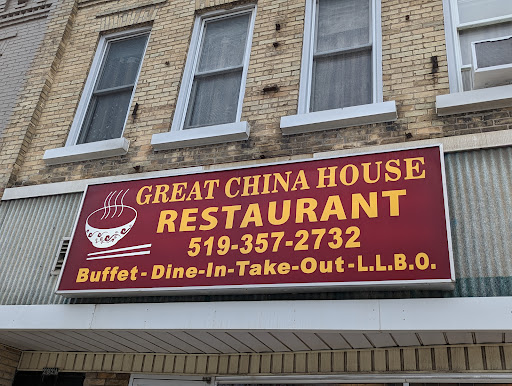 GREAT CHINA HOUSE
RESTAURANT
519-357-2732
Buffet - Dine-In-Take-Out-L.L.B.O.